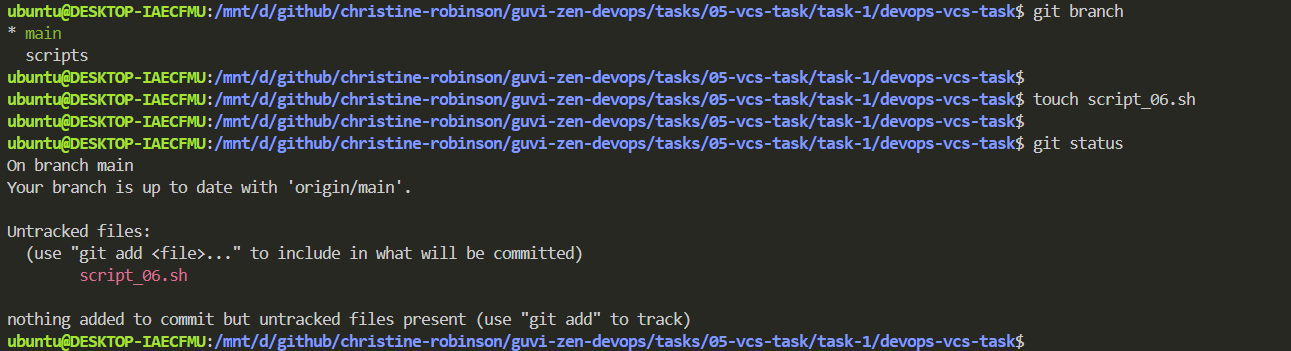 ubuntu@DESKTOP-IAECFMU:/mnt/d/github/christine-robinson/guvi-zen-devops/tasks/05-vcs-task/task-1/devops-vcs-task$ git branch
* main
  scripts
ubuntu@DESKTOP-IAECFMU:/mnt/d/github/christine-robinson/guvi-zen-devops/tasks/05-vcs-task/task-1/devops-vcs-task$
ubuntu@DESKTOP-IAECFMU:/mnt/d/github/christine-robinson/guvi-zen-devops/tasks/05-vcs-task/task-1/devops-vcs-task$ touch script_06.sh
ubuntu@DESKTOP-IAECFMU:/mnt/d/github/christine-robinson/guvi-zen-devops/tasks/05-vcs-task/task-1/devops-vcs-task$
ubuntu@DESKTOP-IAECFMU:/mnt/d/github/christine-robinson/guvi-zen-devops/tasks/05-vcs-task/task-1/devops-vcs-task$ git status
On branch main
Your branch is up to date with 'origin/main'.

Untracked files:
  (use "git add <file>..." to include in what will be committed)
        script_06.sh

nothing added to commit but untracked files present (use "git add" to track)
ubuntu@DESKTOP-IAECFMU:/mnt/d/github/christine-robinson/guvi-zen-devops/tasks/05-vcs-task/task-1/devops-vcs-task$